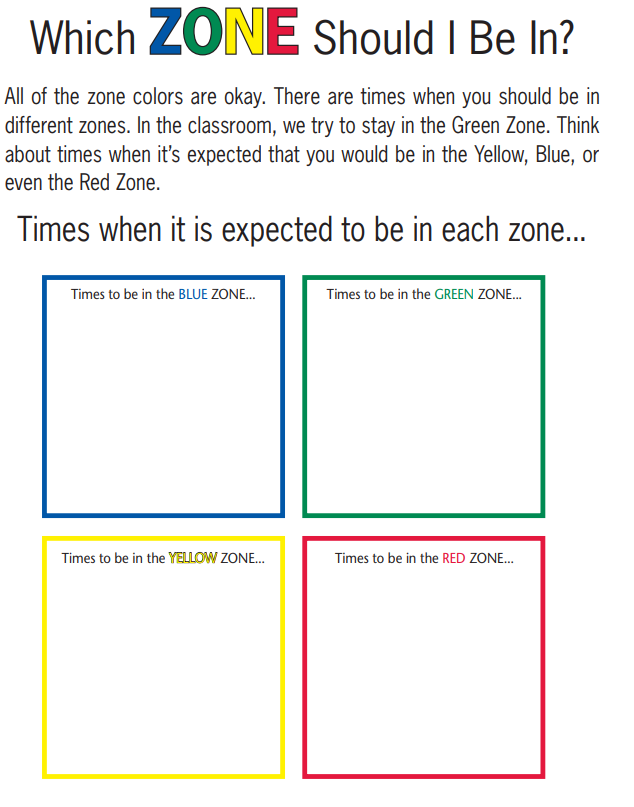 Which ZONE Should I Be In?
All of the zone colors are okay. There are times when you should be in
different zones. In the classroom, we try to stay in the Green Zone. Think
about times when it’s expected that you would be in the Yellow, Blue, or
even the Red Zone.
Times when it is expected to be in each zone...
Times to be in the BLUE ZONE...
Times to be in the GREEN ZONE...
Times to be in the YELLOW ZONE...
Times to be in the RED ZONE...